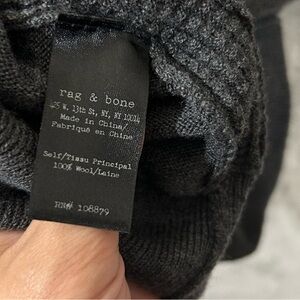 rag & bone
425 W. 13th St, NY, NY 10014
Made in China/
Fabriqué en Chine
Self/Tissu Principal
100% Wool/Laine
RN# 108879